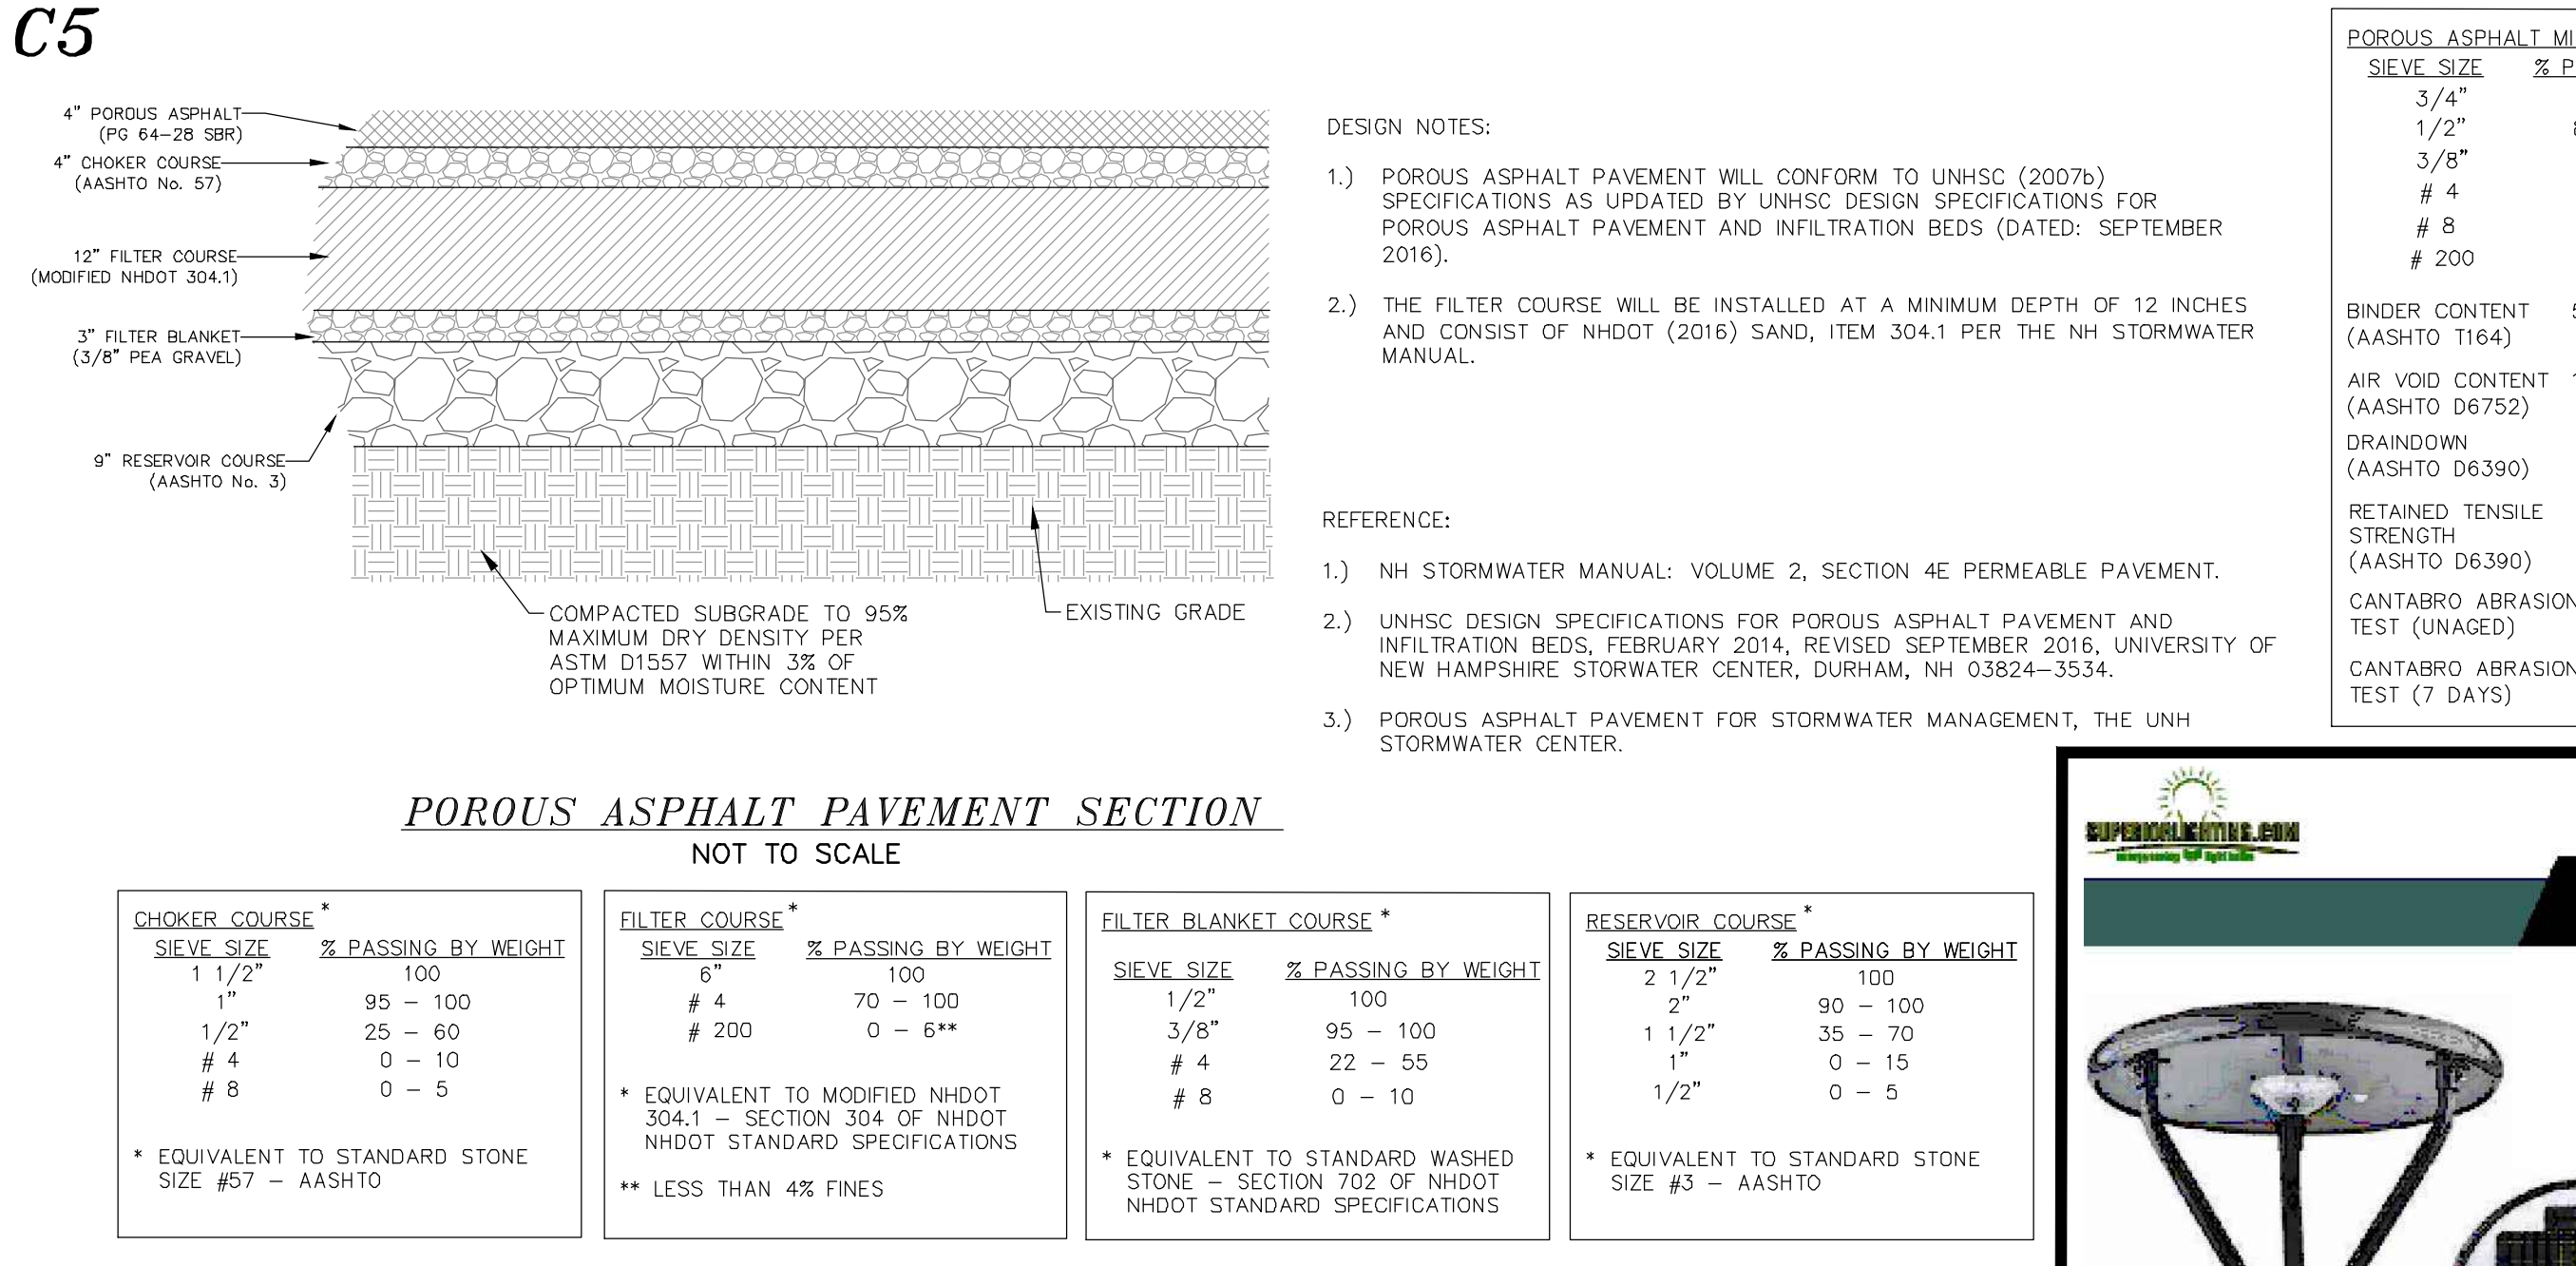 C5
4" POROUS ASPHALT
(PG 64-28 SBR)
4" CHOKER COURSE
(AASHTO No. 57)
12" FILTER COURSE
(MODIFIED NHDOT 304.1)
3" FILTER BLANKET
(3/8" PEA GRAVEL)
9" RESERVOIR COURSE
(AASHTO No. 3)
COMPACTED SUBGRADE TO 95%
MAXIMUM DRY DENSITY PER
ASTM D1557 WITHIN 3% OF
OPTIMUM MOISTURE CONTENT
EXISTING GRADE
DESIGN NOTES:
1.) POROUS ASPHALT PAVEMENT WILL CONFORM TO UNHSC (2007b)
SPECIFICATIONS AS UPDATED BY UNHSC DESIGN SPECIFICATIONS FOR
POROUS ASPHALT PAVEMENT AND INFILTRATION BEDS (DATED: SEPTEMBER
2016).
2.) THE FILTER COURSE WILL BE INSTALLED AT A MINIMUM DEPTH OF 12 INCHES
AND CONSIST OF NHDOT (2016) SAND, ITEM 304.1 PER THE NH STORMWATER
MANUAL.
REFERENCE:
1.) NH STORMWATER MANUAL: VOLUME 2, SECTION 4E PERMEABLE PAVEMENT.
2.) UNHSC DESIGN SPECIFICATIONS FOR POROUS ASPHALT PAVEMENT AND
INFILTRATION BEDS, FEBRUARY 2014, REVISED SEPTEMBER 2016, UNIVERSITY OF
NEW HAMPSHIRE STORWATER CENTER, DURHAM, NH 03824-3534.
3.) POROUS ASPHALT PAVEMENT FOR STORMWATER MANAGEMENT, THE UNH
STORMWATER CENTER.
POROUS ASPHALT MI
SIEVE SIZE % P
3/4"
1/2"
3/8"
# 4
# 8
# 200
BINDER CONTENT
(AASHTO T164)
AIR VOID CONTENT
(AASHTO D6752)
DRAINDOWN
(AASHTO D6390)
RETAINED TENSILE
STRENGTH
(AASHTO D6390)
CANTABRO ABRASION
TEST (UNAGED)
CANTABRO ABRASION
TEST (7 DAYS)
POROUS ASPHALT PAVEMENT SECTION
NOT TO SCALE
CHOKER COURSE *
SIEVE SIZE % PASSING BY WEIGHT
1 1/2" 100
1" 95 - 100
1/2" 25 - 60
# 4 0 - 10
# 8 0 - 5
* EQUIVALENT TO STANDARD STONE
SIZE #57 - AASHTO
FILTER COURSE *
SIEVE SIZE % PASSING BY WEIGHT
6" 100
# 4 70 - 100
# 200 0 - 6**
* EQUIVALENT TO MODIFIED NHDOT
304.1 - SECTION 304 OF NHDOT
NHDOT STANDARD SPECIFICATIONS
** LESS THAN 4% FINES
FILTER BLANKET COURSE *
SIEVE SIZE % PASSING BY WEIGHT
1/2" 100
3/8" 95 - 100
# 4 22 - 55
# 8 0 - 10
* EQUIVALENT TO STANDARD WASHED
STONE - SECTION 702 OF NHDOT
NHDOT STANDARD SPECIFICATIONS
RESERVOIR COURSE *
SIEVE SIZE % PASSING BY WEIGHT
2 1/2" 100
2" 90 - 100
1 1/2" 35 - 70
1" 0 - 15
1/2" 0 - 5
* EQUIVALENT TO STANDARD STONE
SIZE #3 - AASHTO
SUPERIORLIGHTING.COM